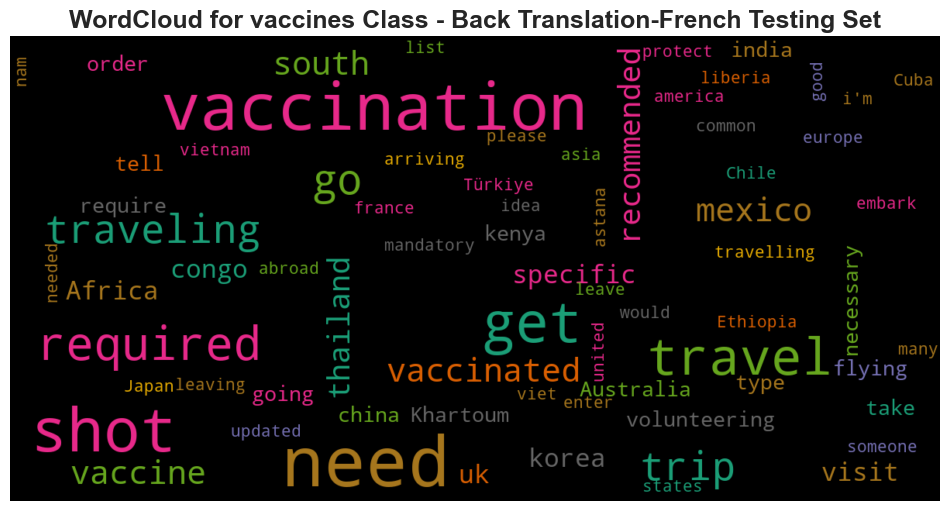 WordCloud for vaccines Class - Back Translation-French Testing Set
nam
order
south
list
recommended
protect
india
liberia
good
Cuba
america
i'm
vaccination
please
common
europe
vietnam
tell
arriving
asia
Chile
go
Türkiye
require
france
idea
astana
mexico
embark
traveling
kenya
mandatory
needed
congo
abroad
specific
travelling
necessary
Africa
thailand
leave
get
would
Ethiopia
required
united
travel
many
vaccinated
flying
Japan
leaving
going
viet
Australia
type
enter
china
Khartoum
volunteering
take
shot
updated
someone
vaccine
need
uk
korea
trip
visit
states